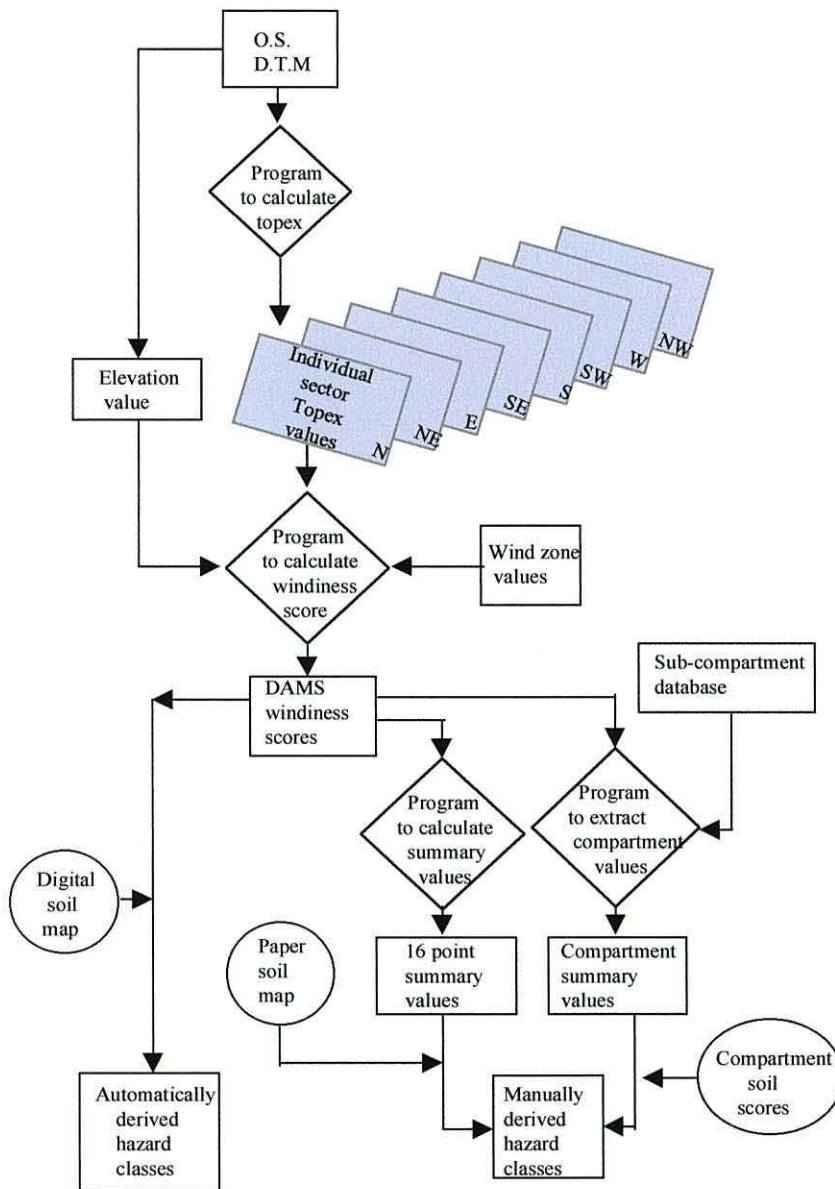 O.S.
D.T.M
Program
to calculate
topex
Individual
sector
Topex
values
N
NE
E
SE
S
SW
W
NW
Elevation
value
Program
to calculate
windiness
score
Wind zone
values
DAMS
windiness
scores
Sub-compartment
database
Program
to calculate
summary
values
Program
to extract
compartment
values
Digital
soil
map
Paper
soil
map
16 point
summary
values
Compartment
summary
values
Compartment
soil
scores
Automatically
derived
hazard
classes
Manually
derived
hazard
classes